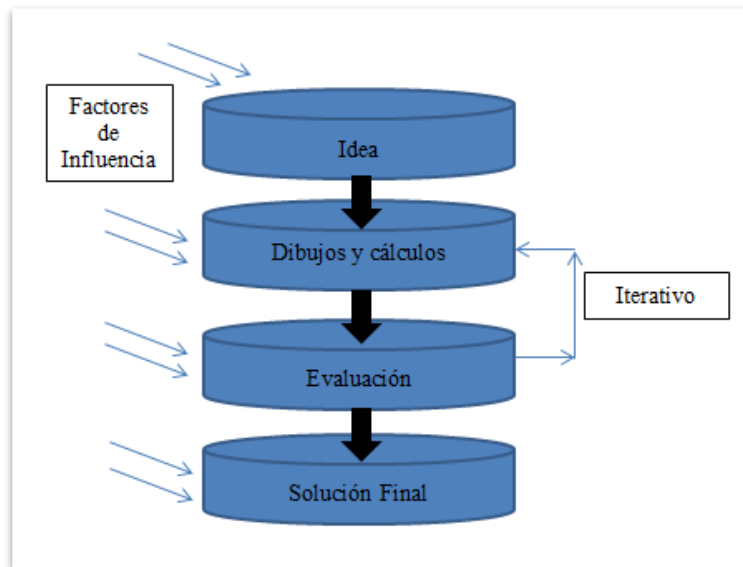 Factores
de
Influencia
Idea
Dibujos y cálculos
Iterativo
Evaluación
Solución Final